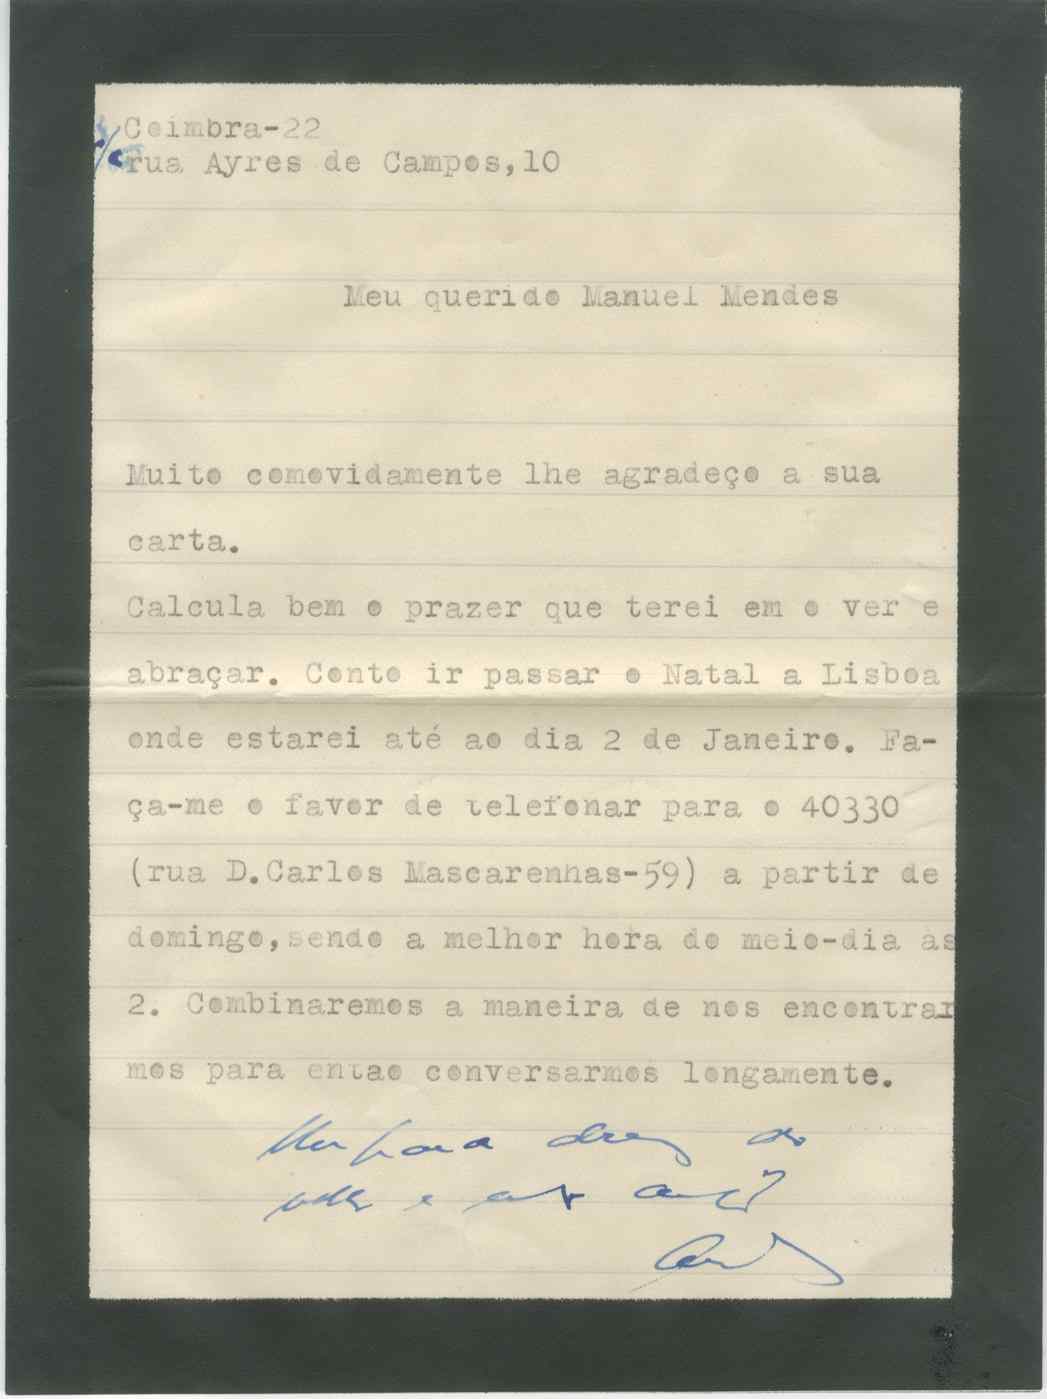 Coimbra-22
rua Ayres de Campos,10
Meu querido Manuel Mendes
Muito comovidamente lhe agradeço a sua
carta.
Calcula bem o prazer que terei em o ver e
abraçar. Conto ir passar o Natal a Lisboa
onde estarei até ao dia 2 de Janeiro. Fa-
ça-me o favor de telefonar para o 40330
(rua D.Carlos Mascarenhas-59) a partir de
domingo,sendo a melhor hora do meio-dia às
2. Combinaremos a maneira de nos encontrar
mos para entao conversarmos longamente.